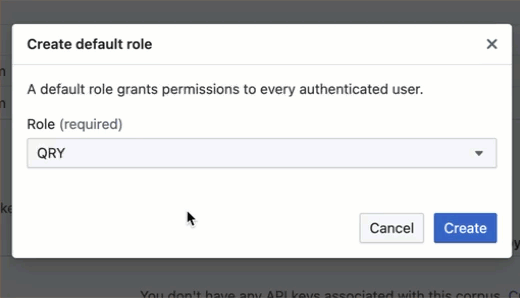 Create default role
A default role grants permissions to every authenticated user.
Role (required)
QRY
Cancel Create
You don't have any API keys associated with this corpus.